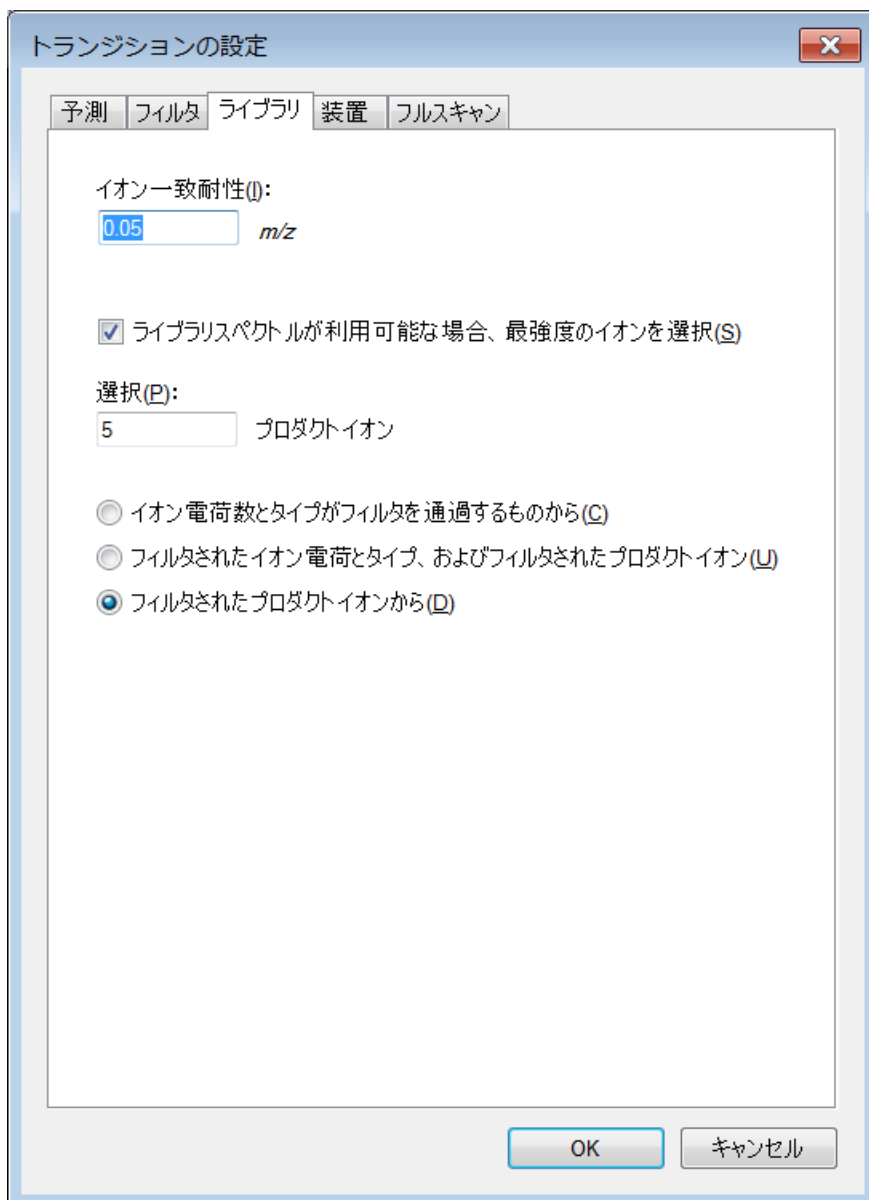 トランジションの設定
予測 フィルタ ライブラリ 装置 フルスキャン
イオン一致耐性(I):
0.05 m/z
ライブラリスペクトルが利用可能な場合、最強度のイオンを選択(S)
選択(P):
5 プロダクトイオン
イオン電荷数とタイプがフィルタを通過するものから(C)
フィルタされたイオン電荷とタイプ、およびフィルタされたプロダクトイオン(U)
フィルタされたプロダクトイオンから(D)
OK キャンセル